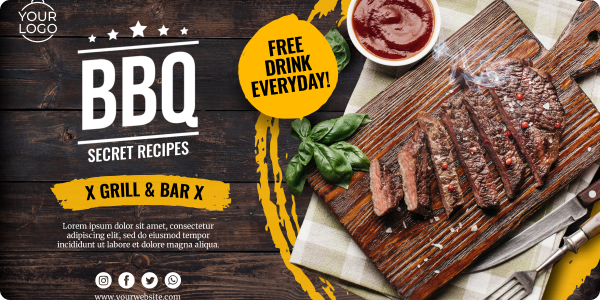 YOUR
LOGO
BBQ
SECRET RECIPES
X GRILL & BAR X
Lorem ipsum dolor sit amet, consectetur
adipiscing elit, sed do eiusmod tempor
incididunt ut labore et dolore magna aliqua.
www.yourwebsite.com
FREE
DRINK
EVERYDAY!